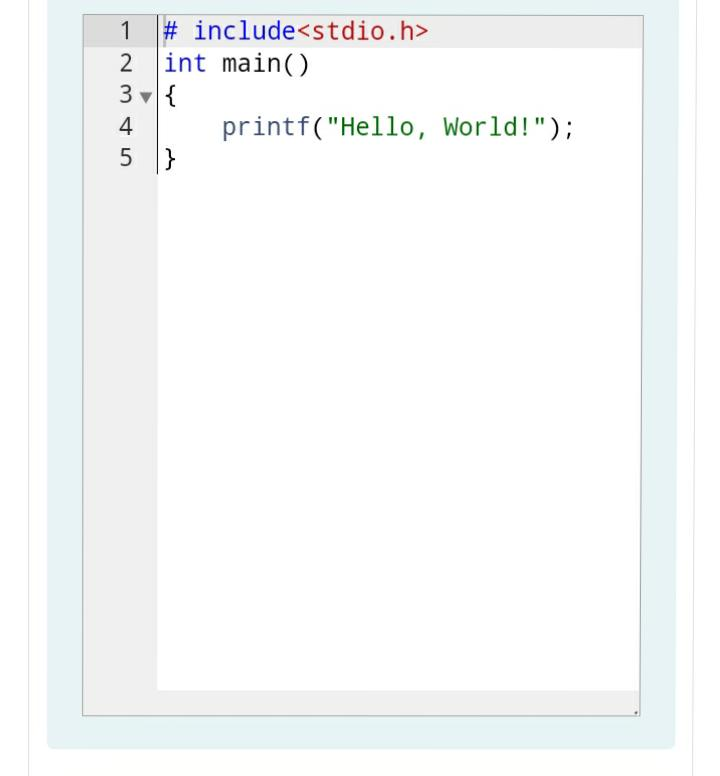 1 # include<stdio.h>
2 int main()
3 {
4     printf("Hello, World!");
5 }